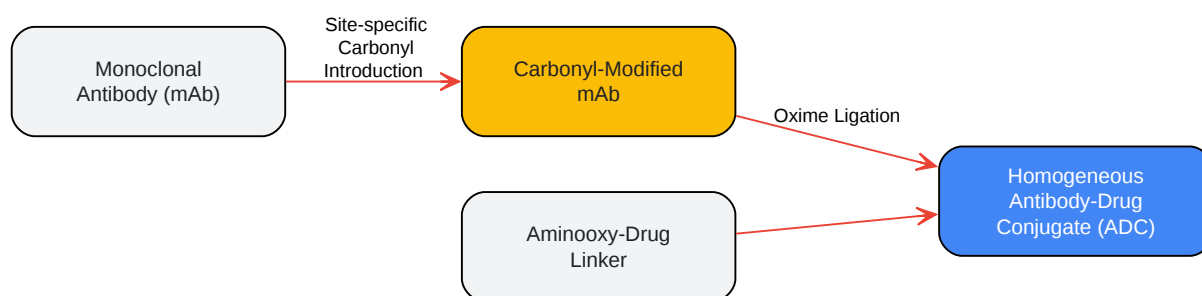 Monoclonal
Antibody (mAb)
Site-specific
Carbonyl
Introduction
Carbonyl-Modified
mAb
Oxime Ligation
Aminooxy-Drug
Linker
Homogeneous
Antibody-Drug
Conjugate (ADC)